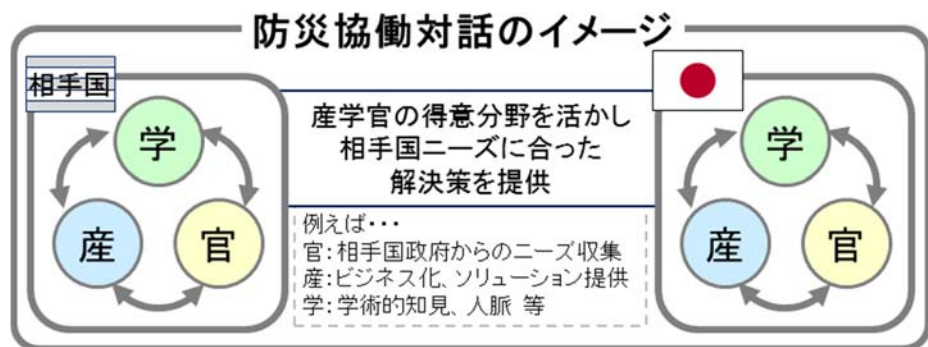 防災協働対話のイメージ
相手国
学
産
官
産学官の得意分野を活かし
相手国ニーズに合った
解決策を提供
例えば・・・
官：相手国政府からのニーズ収集
産：ビジネス化、ソリューション提供
学：学術的知見、人脈 等
学
産
官